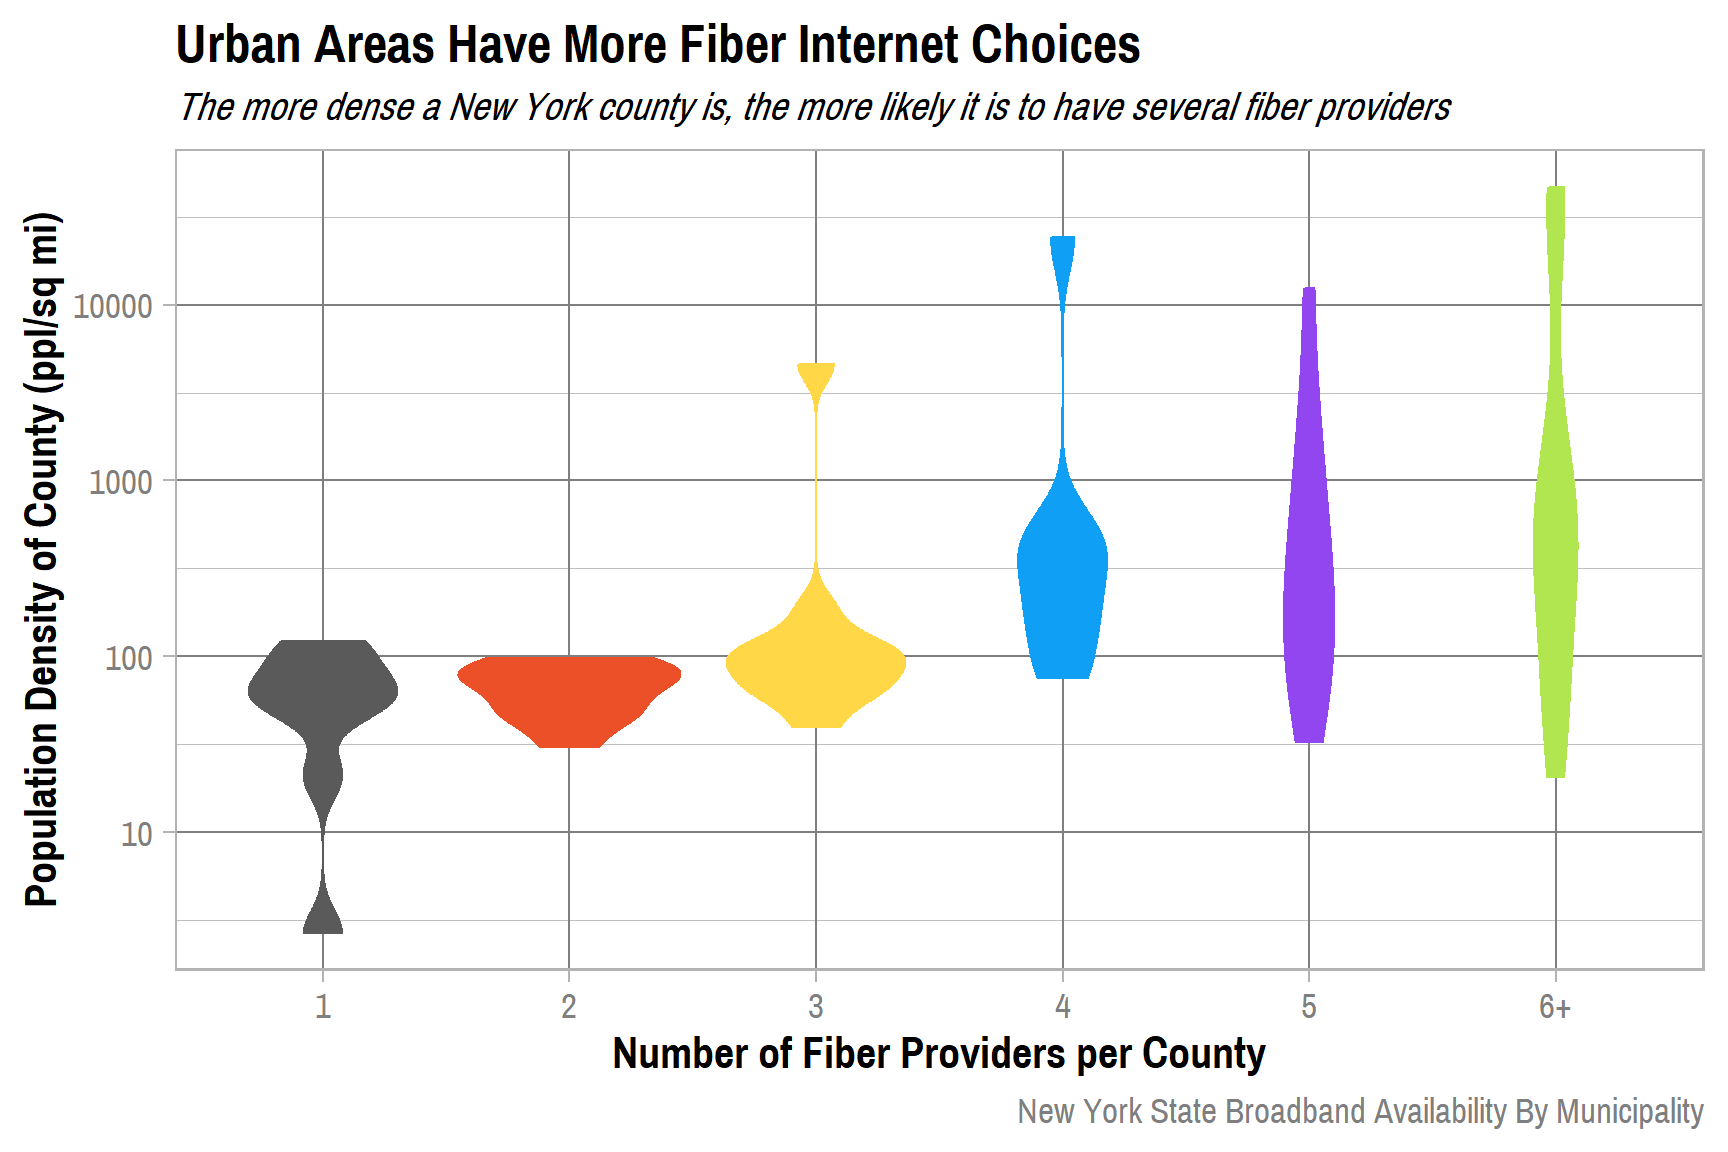 Urban Areas Have More Fiber Internet Choices
The more dense a New York county is, the more likely it is to have several fiber providers
Population Density of County (ppl/sq mi)
10000
1000
100
10
1 2 3 4 5 6+
Number of Fiber Providers per County
New York State Broadband Availability By Municipality